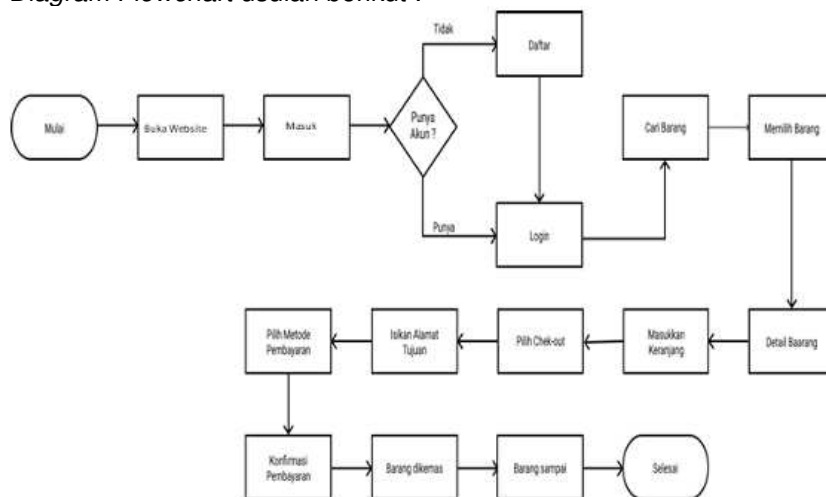 Diagram Flowchart usulan berikut :
Tidak
Daftar
Mulai
Buka Website
Masuk
Punya
Akun ?
Cari Barang
Memilih Barang
Punya
Login
Pilih Metode
Pembayaran
Isikan Alamat
Tujuan
Pilih Chek-out
Masukkan
Keranjang
Detail Baarang
Konfirmasi
Pembayaran
Barang dikemas
Barang sampai
Selesai